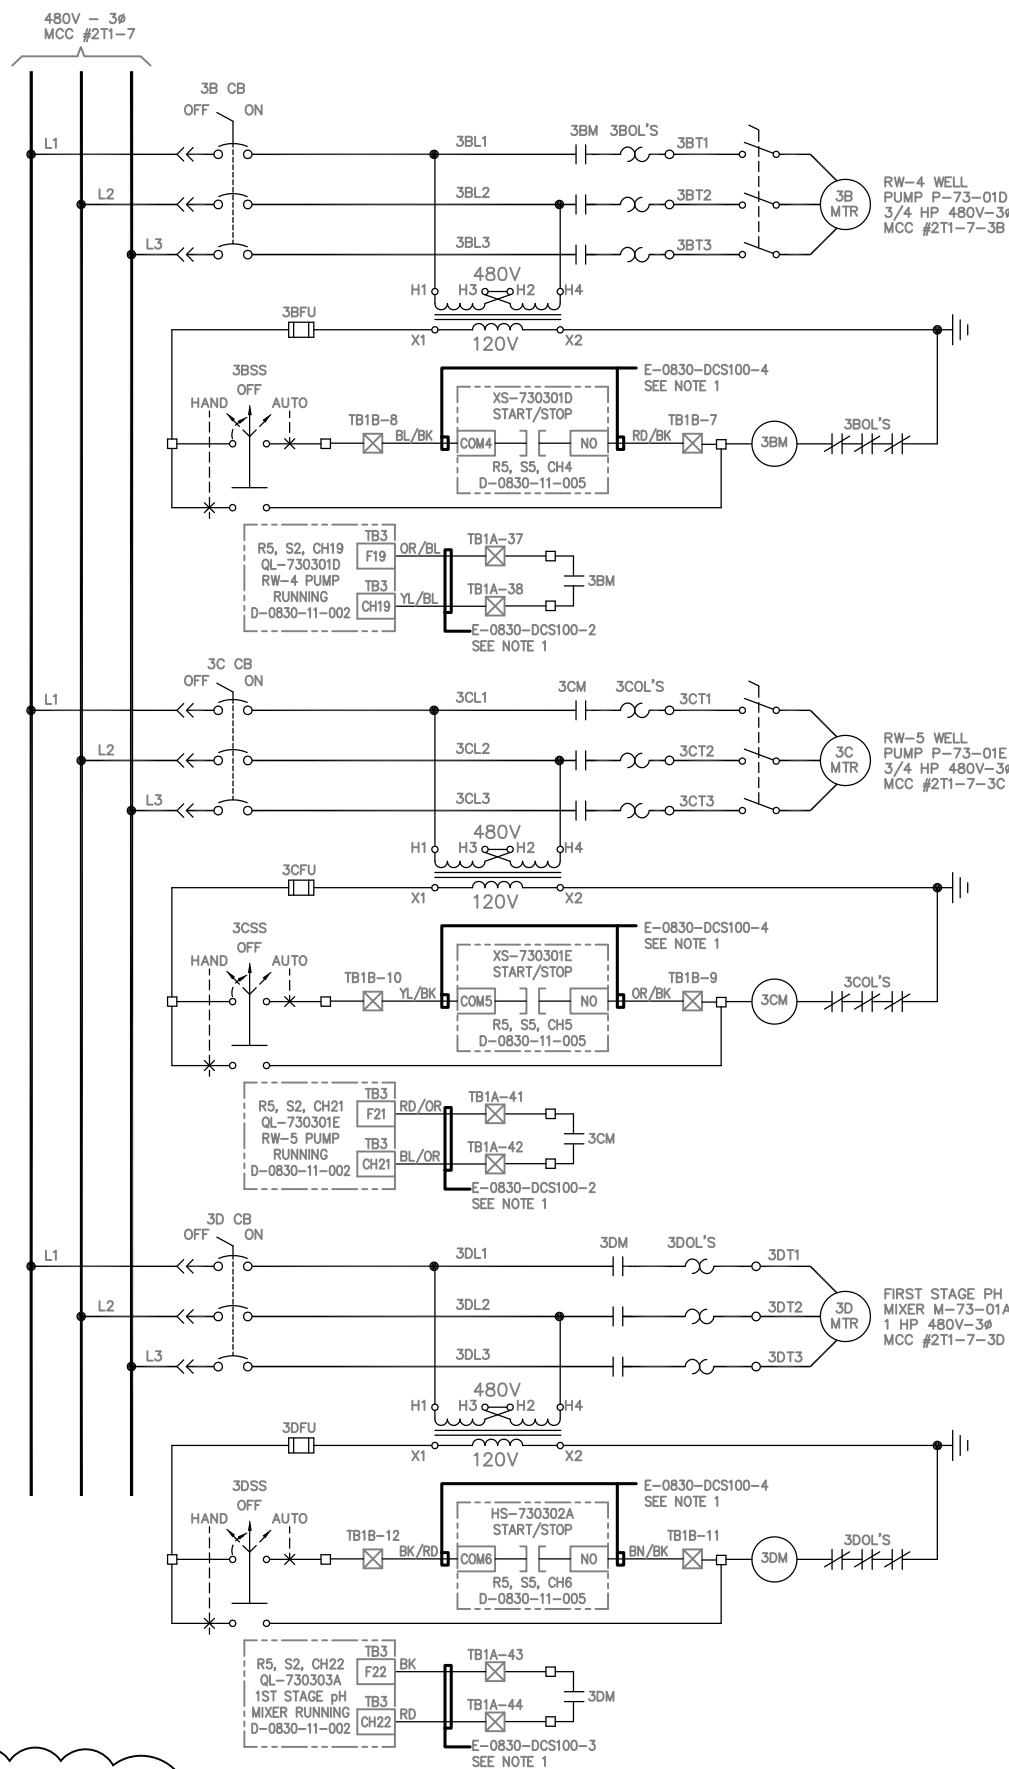 480V - 3ø
MCC #2T1-7
3B CB
OFF ON
L1
L2
L3
3BL1
3BL2
3BL3
3BM 3BOL'S
3BT1
3BT2
3BT3
3B
MTR
RW-4 WELL
PUMP P-73-01D
3/4 HP 480V-3ø
MCC #2T1-7-3B
480V
H1 H3 H2 H4
3BFU
X1 120V X2
3BSS
OFF
HAND AUTO
TB1B-8
BL/BK
E-0830-DCS100-4
SEE NOTE 1
XS-730301D
START/STOP
COM4 NO
R5, S5, CH4
D-0830-11-005
RD/BK
TB1B-7
3BM
3BOL'S
R5, S2, CH19
QL-730301D
RW-4 PUMP
RUNNING
D-0830-11-002
TB3
F19
OR/BL
TB1A-37
TB3
CH19
YL/BL
TB1A-38
3BM
E-0830-DCS100-2
SEE NOTE 1
3C CB
OFF ON
L1
L2
L3
3CL1
3CL2
3CL3
3CM 3COL'S
3CT1
3CT2
3CT3
3C
MTR
RW-5 WELL
PUMP P-73-01E
3/4 HP 480V-3ø
MCC #2T1-7-3C
480V
H1 H3 H2 H4
3CFU
X1 120V X2
3CSS
OFF
HAND AUTO
TB1B-10
YL/BK
E-0830-DCS100-4
SEE NOTE 1
XS-730301E
START/STOP
COM5 NO
R5, S5, CH5
D-0830-11-005
OR/BK
TB1B-9
3CM
3COL'S
R5, S2, CH21
QL-730301E
RW-5 PUMP
RUNNING
D-0830-11-002
TB3
F21
RD/OR
TB1A-41
TB3
CH21
BL/OR
TB1A-42
3CM
E-0830-DCS100-2
SEE NOTE 1
3D CB
OFF ON
L1
L2
L3
3DL1
3DL2
3DL3
3DM 3DOL'S
3DT1
3DT2
3DT3
3D
MTR
FIRST STAGE PH
MIXER M-73-01A
1 HP 480V-3ø
MCC #2T1-7-3D
480V
H1 H3 H2 H4
3DFU
X1 120V X2
3DSS
OFF
HAND AUTO
TB1B-12
BK/RD
E-0830-DCS100-4
SEE NOTE 1
HS-730302A
START/STOP
COM6 NO
R5, S5, CH6
D-0830-11-005
BN/BK
TB1B-11
3DM
3DOL'S
R5, S2, CH22
QL-730303A
1ST STAGE pH
MIXER RUNNING
D-0830-11-002
TB3
F22
BK
TB1A-43
TB3
CH22
RD
TB1A-44
3DM
E-0830-DCS100-3
SEE NOTE 1